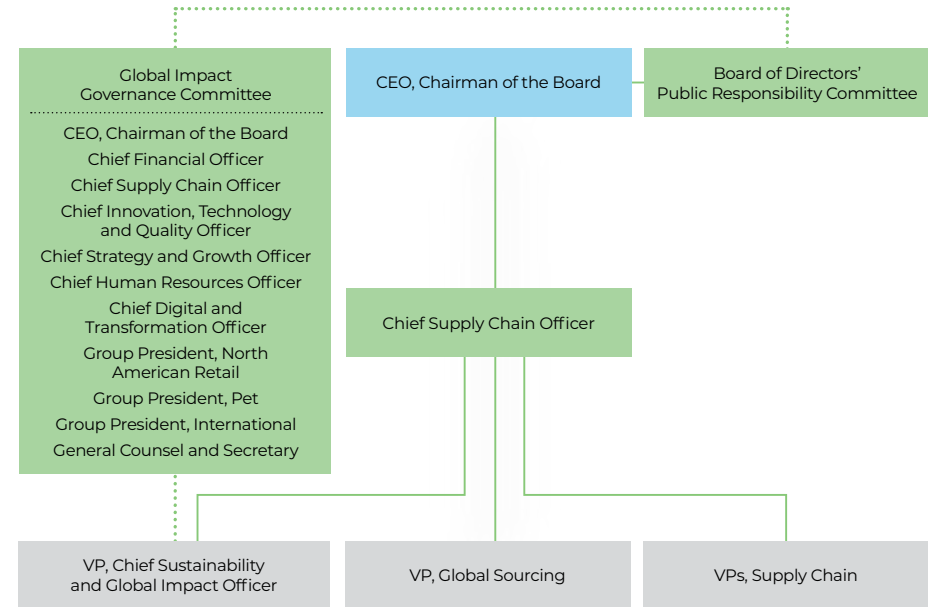 Global Impact
Governance Committee
CEO, Chairman of the Board
Chief Financial Officer
Chief Supply Chain Officer
Chief Innovation, Technology
and Quality Officer
Chief Strategy and Growth Officer
Chief Human Resources Officer
Chief Digital and
Transformation Officer
Group President, North
American Retail
Group President, Pet
Group President, International
General Counsel and Secretary
CEO, Chairman of the Board
Board of Directors’
Public Responsibility Committee
Chief Supply Chain Officer
VP, Chief Sustainability
and Global Impact Officer
VP, Global Sourcing
VPs, Supply Chain